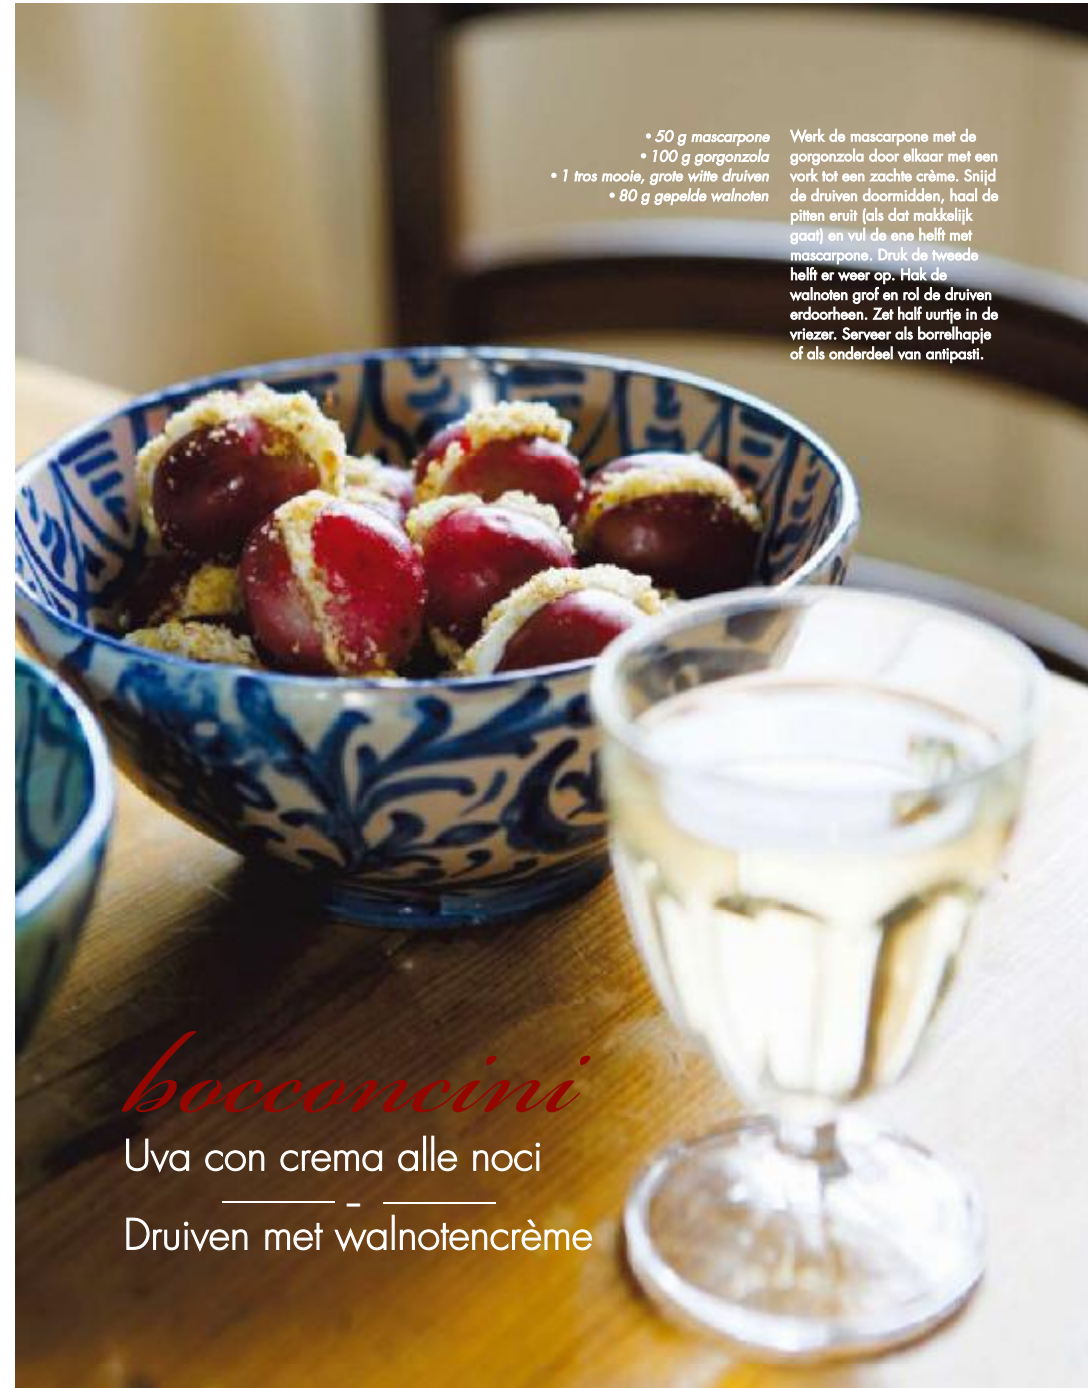 • 50 g mascarpone
• 100 g gorgonzola
• 1 tros mooie, grote witte druiven
• 80 g gepelde walnoten
Werk de mascarpone met de
gorgonzola door elkaar met een
vork tot een zachte crème. Snijd
de druiven doormidden, haal de
pitten eruit (als dat makkelijk
gaat) en vul de ene helft met
mascarpone. Druk de tweede
helft er weer op. Hak de
walnoten grof en rol de druiven
erdoorheen. Zet half uurtje in de
vriezer. Serveer als borrelhapje
of als onderdeel van antipasti.
bocconcini
Uva con crema alle noci
-
Druiven met walnotencrème